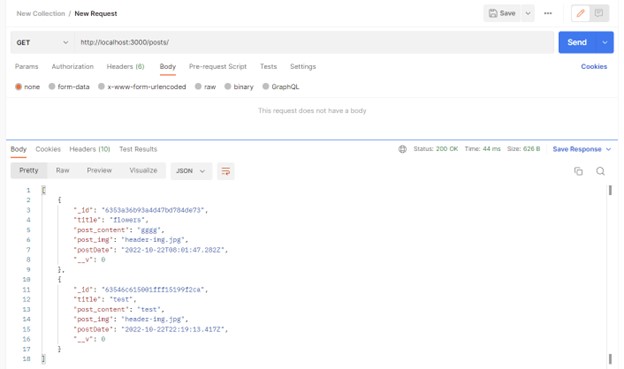 New Collection / New Request
Save
GET http://localhost:3000/posts/ Send
Params Authorization Headers (6) Body Pre-request Script Tests Settings Cookies
none form-data x-www-form-urlencoded raw binary GraphQL
This request does not have a body
Body Cookies Headers (10) Test Results Status: 200 OK Time: 44 ms Size: 626 B Save Response
Pretty Raw Preview Visualize JSON
1 [
2 {
3 "_id": "6353a36b93a4d47bd784de73",
4 "title": "flowers",
5 "post_content": "gggg",
6 "post_img": "header-img.jpg",
7 "postDate": "2022-10-22T08:01:47.282Z",
8 "__v": 0
9 },
10 {
11 "_id": "63546c615001fff15199f2ca",
12 "title": "test",
13 "post_content": "test",
14 "post_img": "header-img.jpg",
15 "postDate": "2022-10-22T22:19:13.417Z",
16 "__v": 0
17 }
18 ]